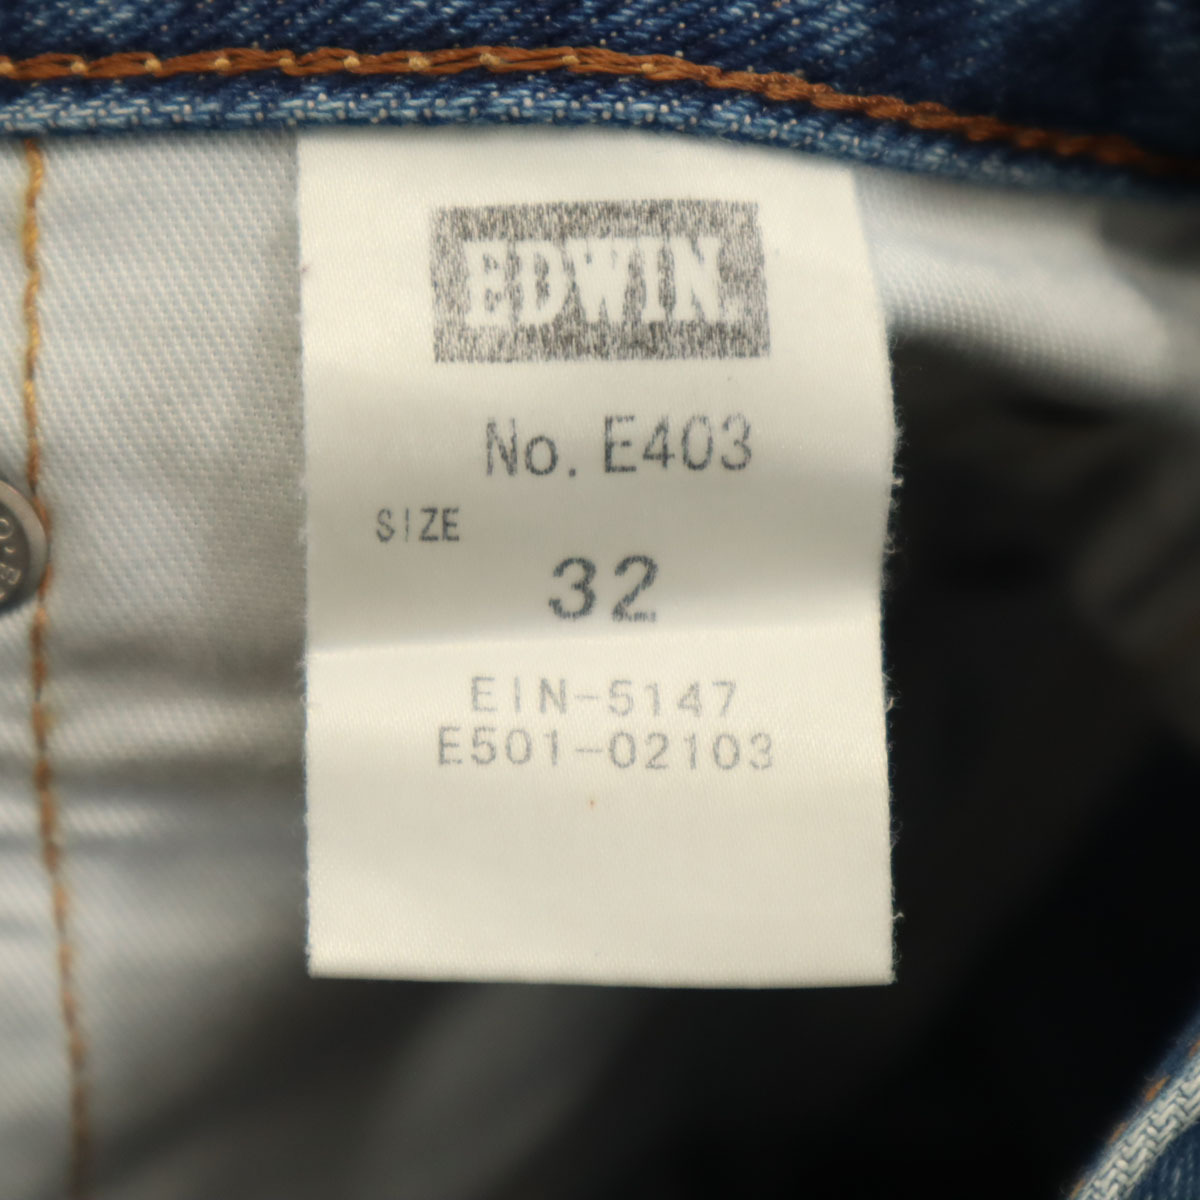 EDWIN
No. E403
SIZE
32
EIN-5147
E501-02103